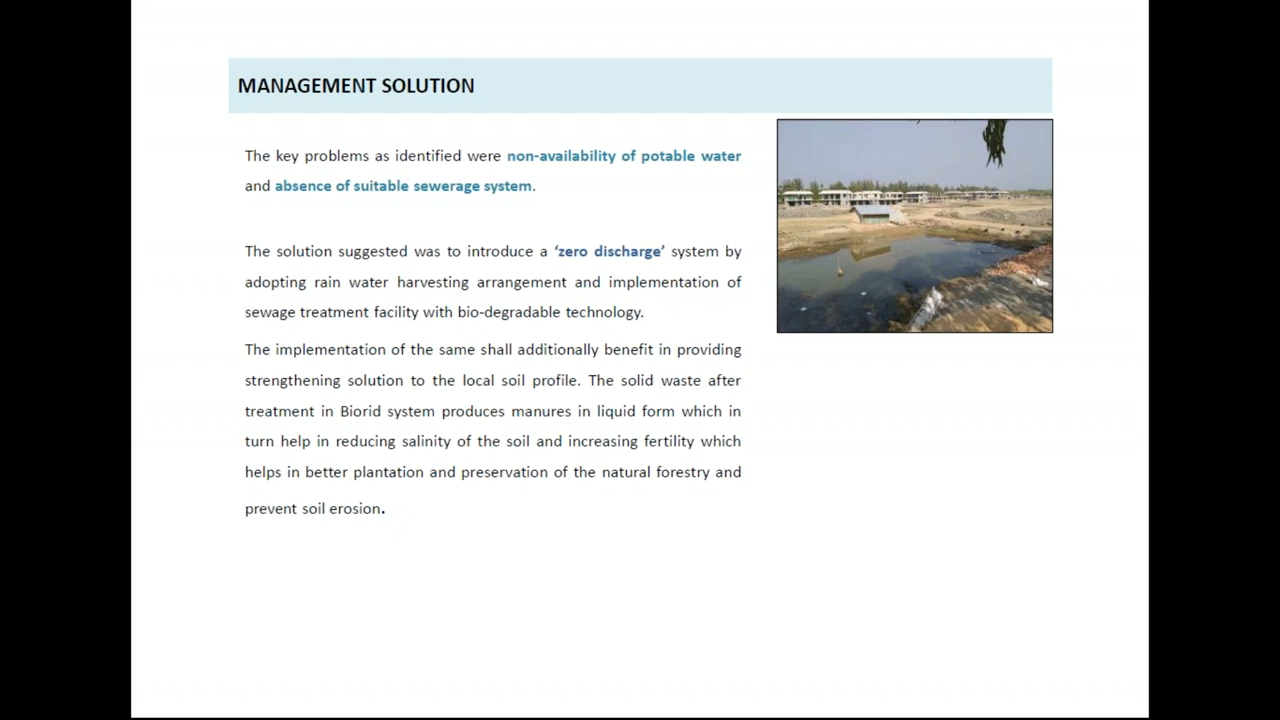 MANAGEMENT SOLUTION
The key problems as identified were non-availability of potable water
and absence of suitable sewerage system.
The solution suggested was to introduce a ‘zero discharge’ system by
adopting rain water harvesting arrangement and implementation of
sewage treatment facility with bio-degradable technology.
The implementation of the same shall additionally benefit in providing
strengthening solution to the local soil profile. The solid waste after
treatment in Biorid system produces manures in liquid form which in
turn help in reducing salinity of the soil and increasing fertility which
helps in better plantation and preservation of the natural forestry and
prevent soil erosion.